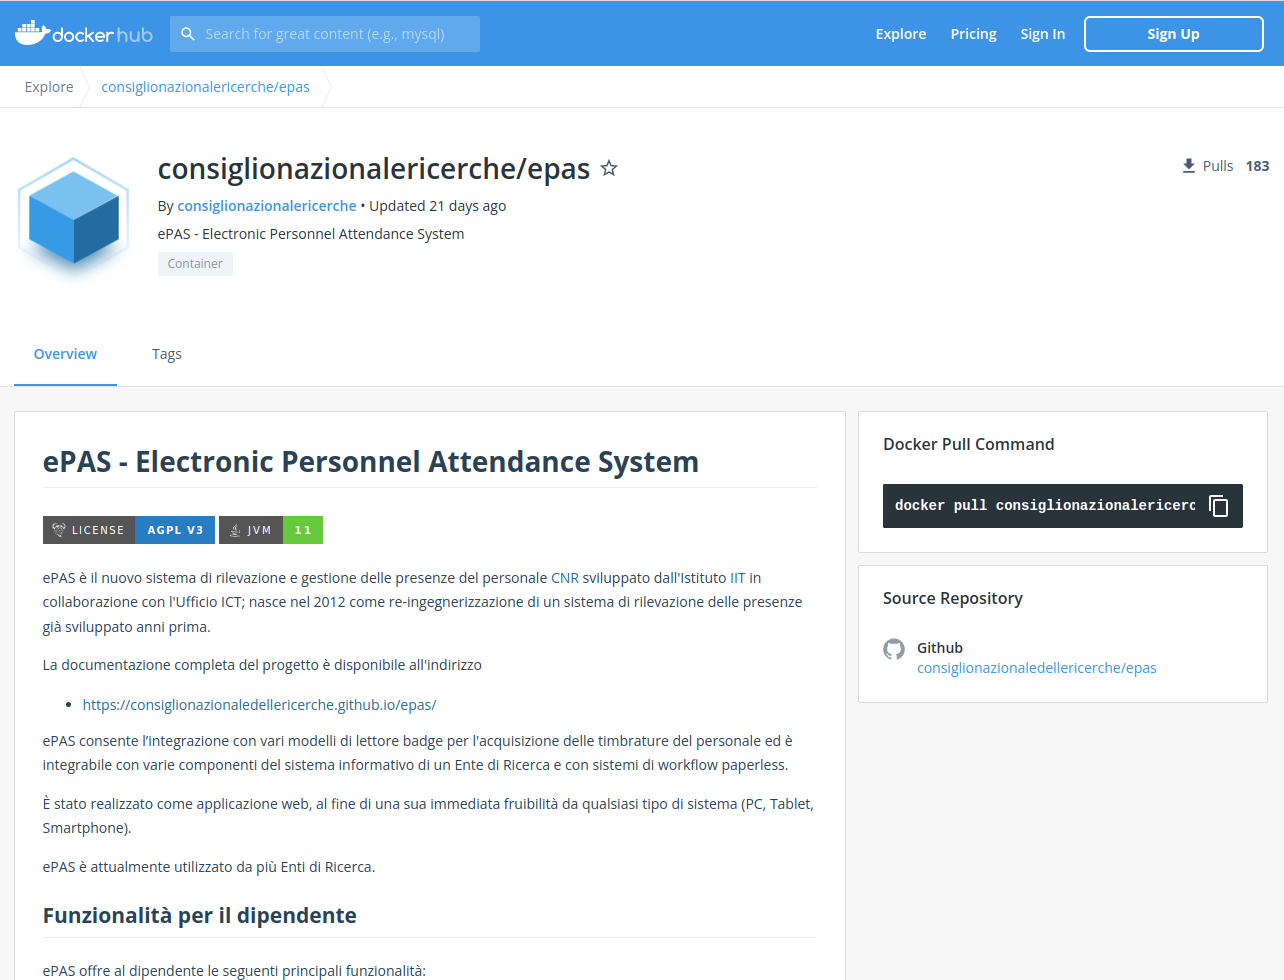 docker hub
Search for great content (e.g., mysql)
Explore
Pricing
Sign In
Sign Up
Explore
consiglionazionalericerche/epas
consiglionazionalericerche/epas
Pulls 183
By consiglionazionalericerche • Updated 21 days ago
ePAS - Electronic Personnel Attendance System
Container
Overview
Tags
ePAS - Electronic Personnel Attendance System
LICENSE AGPL V3 JVM 11
ePAS è il nuovo sistema di rilevazione e gestione delle presenze del personale CNR sviluppato dall'Istituto IIT in
collaborazione con l'Ufficio ICT; nasce nel 2012 come re-ingegnerizzazione di un sistema di rilevazione delle presenze
già sviluppato anni prima.
La documentazione completa del progetto è disponibile all'indirizzo
• https://consiglionazionaledellericerche.github.io/epas/
ePAS consente l’integrazione con vari modelli di lettore badge per l'acquisizione delle timbrature del personale ed è
integrabile con varie componenti del sistema informativo di un Ente di Ricerca e con sistemi di workflow paperless.
È stato realizzato come applicazione web, al fine di una sua immediata fruibilità da qualsiasi tipo di sistema (PC, Tablet,
Smartphone).
ePAS è attualmente utilizzato da più Enti di Ricerca.
Funzionalità per il dipendente
ePAS offre al dipendente le seguenti principali funzionalità:
Docker Pull Command
docker pull consiglionazionalericerc
Source Repository
Github
consiglionazionaledellericerche/epas